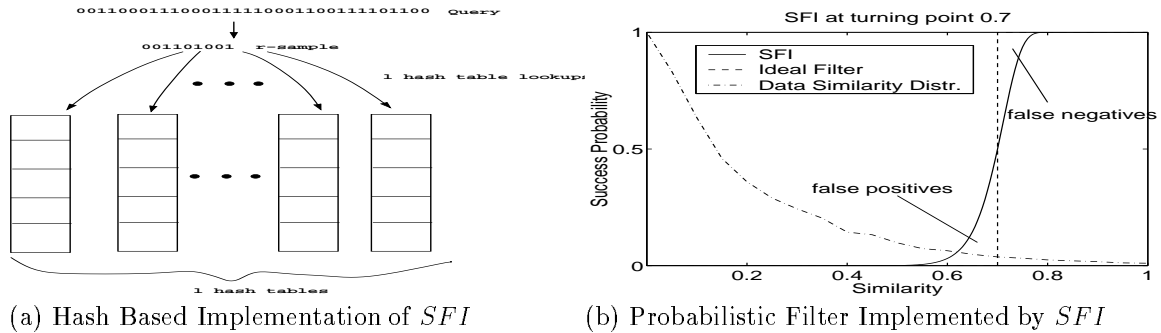 00110001110001111110001100111101100 Query
001101001 r-sample
l hash table lookups
l hash tables
(a) Hash Based Implementation of SFI
SFI at turning point 0.7
1
SFI
Ideal Filter
Data Similarity Distr.
false negatives
Success Probability
0.5
false positives
0
0.2
0.4
0.6
0.8
1
Similarity
(b) Probabilistic Filter Implemented by SFI